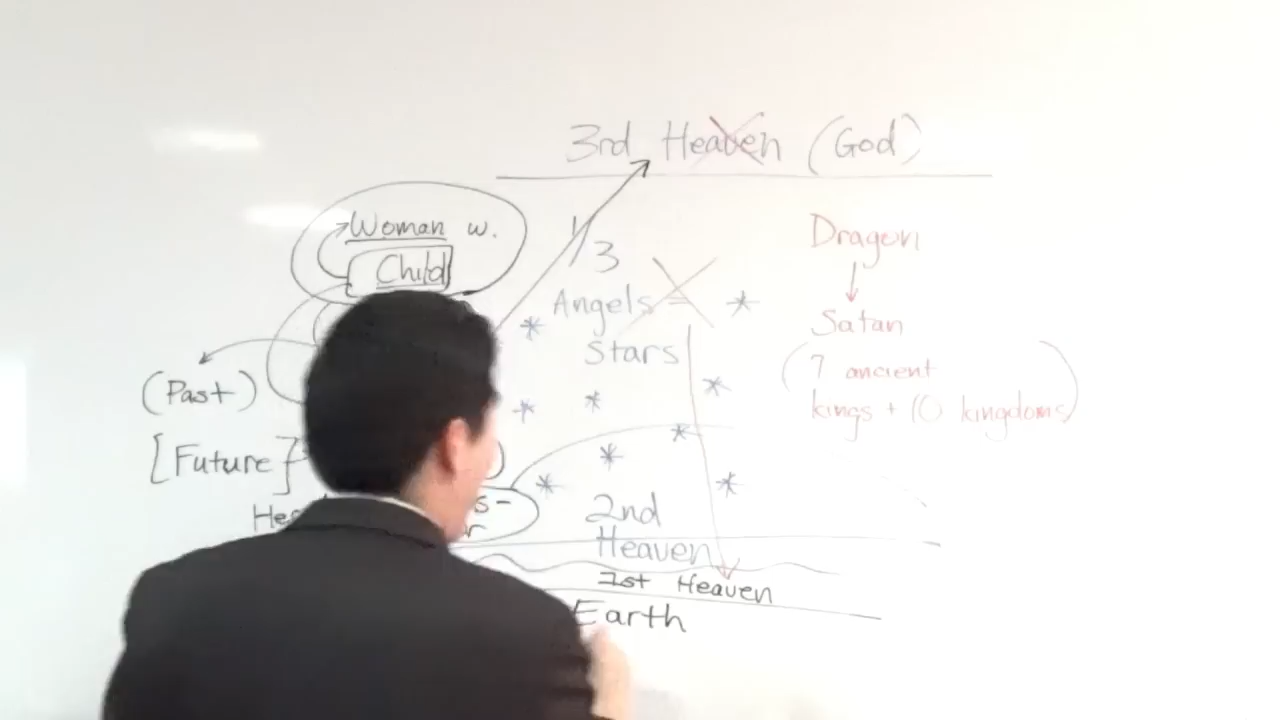 3rd Heaven (God)
Woman w.
Child
1/3
Angels =
Stars
Dragon
Satan
(7 ancient
kings + 10 kingdoms)
(Past)
[Future]
2nd
Heaven
1st Heaven
Earth